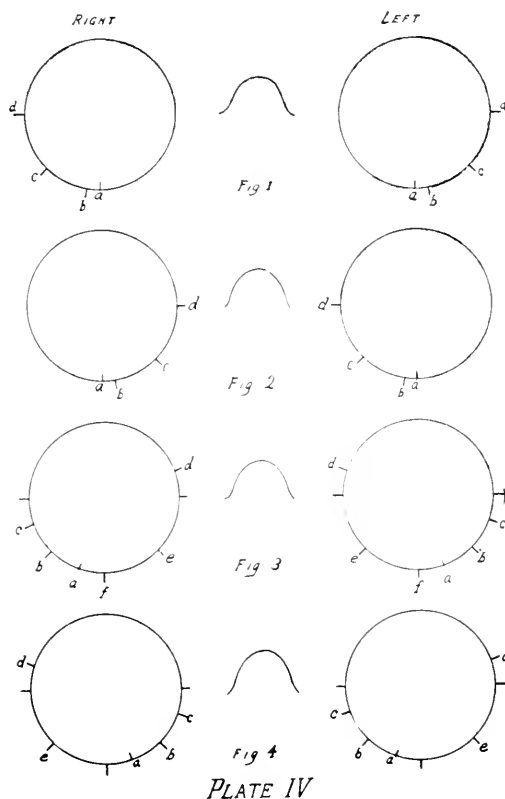 RIGHT LEFT
d d
c c
b a a b
Fig 1
d d
c c
a b b a
Fig 2
d d
c c
b b
a e e a
f f
Fig 3
d d
c c
e a b b a e
Fig 4
PLATE IV